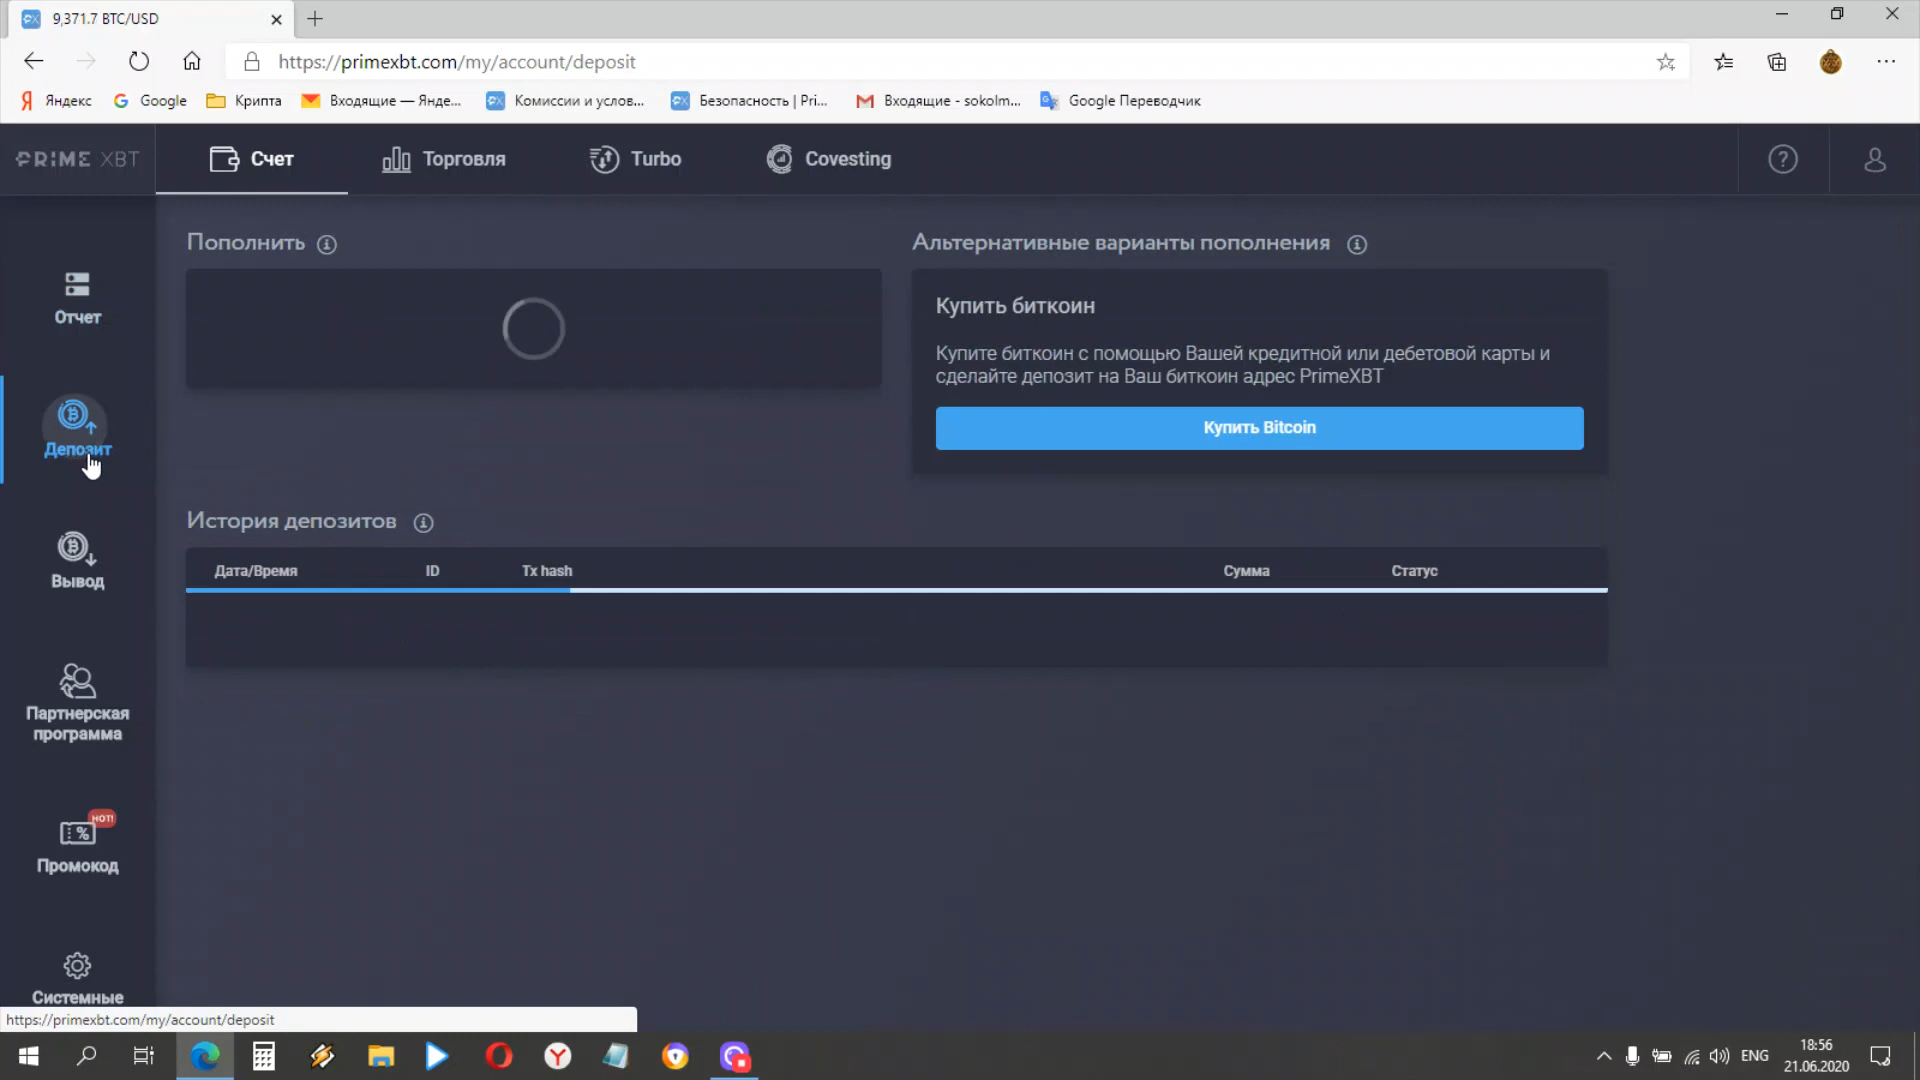 9,371.7 BTC/USD
https://primexbt.com/my/account/deposit
Яндекс
Google
Крипта
Входящие — Янде...
Комиссии и услов...
Безопасность | Pri...
Входящие - sokolm...
Google Переводчик
PRIME XBT
Счет
Торговля
Turbo
Covesting
Пополнить
Альтернативные варианты пополнения
Купить биткоин
Купите биткоин с помощью Вашей кредитной или дебетовой карты и
сделайте депозит на Ваш биткоин адрес PrimeXBT
Купить Bitcoin
Отчет
Депозит
Вывод
Партнерская
программа
HOT!
Промокод
Системные
История депозитов
Дата/Время
ID
Tx hash
Сумма
Статус
https://primexbt.com/my/account/deposit
ENG
18:56
21.06.2020